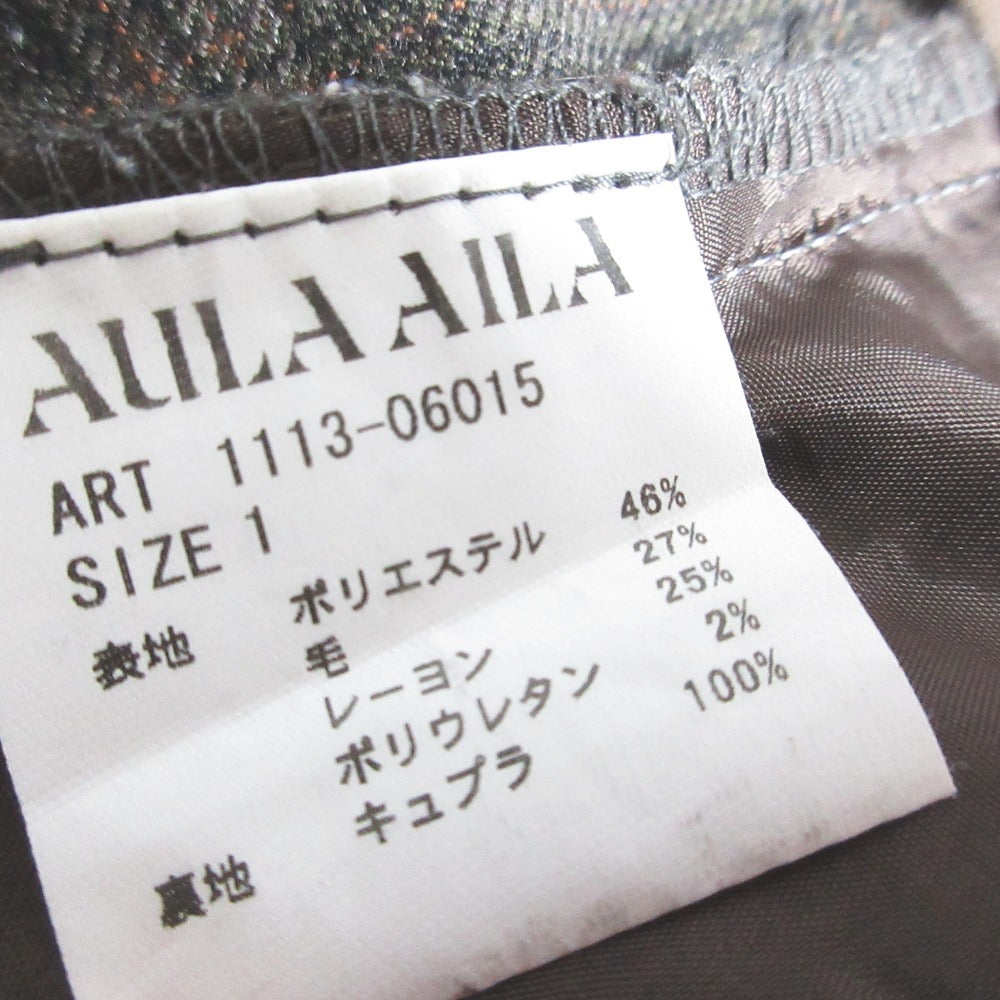 AULA AILA
ART 1113-06015
SIZE 1
表地 ポリエステル 46%
毛 27%
レーヨン 25%
ポリウレタン 2%
裏地 キュプラ 100%